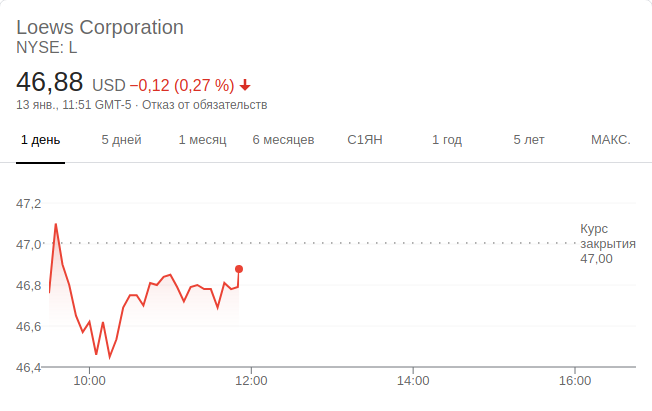 Loews Corporation
NYSE: L
46,88 USD −0,12 (0,27 %)
13 янв., 11:51 GMT-5 · Отказ от обязательств
1 день 5 дней 1 месяц 6 месяцев С1ЯН 1 год 5 лет МАКС.
47,2
47,0
46,8
46,6
46,4
Курс
закрытия
47,00
10:00 12:00 14:00 16:00